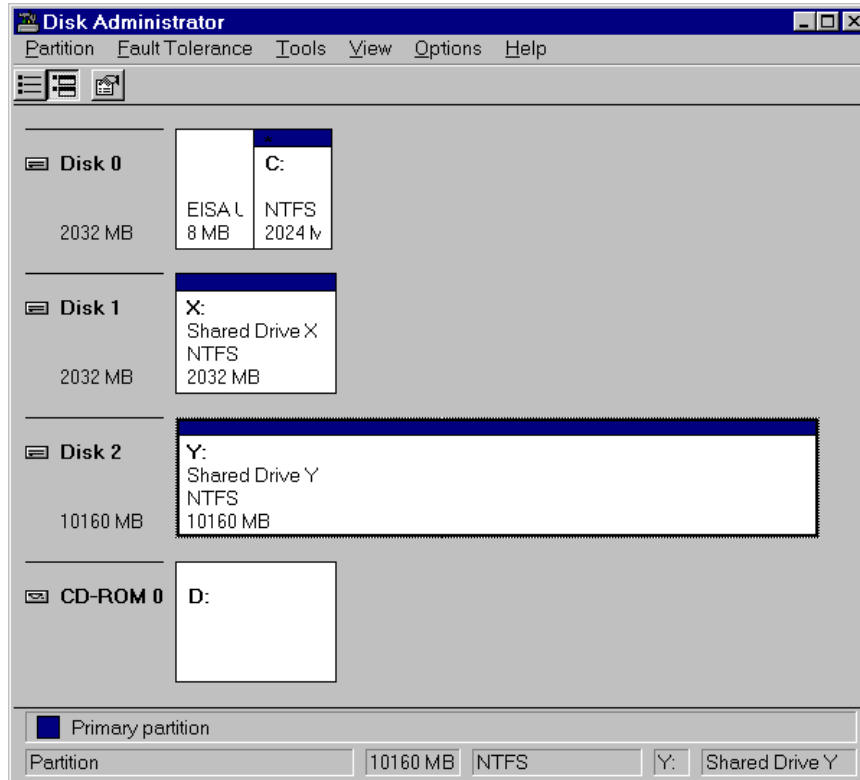 Disk Administrator
Partition Fault Tolerance Tools View Options Help
Disk 0
2032 MB
EISA U
8 MB
C:
NTFS
2024 M
Disk 1
2032 MB
X:
Shared Drive X
NTFS
2032 MB
Disk 2
10160 MB
Y:
Shared Drive Y
NTFS
10160 MB
CD-ROM 0
D:
Primary partition
Partition 10160 MB NTFS Y: Shared Drive Y